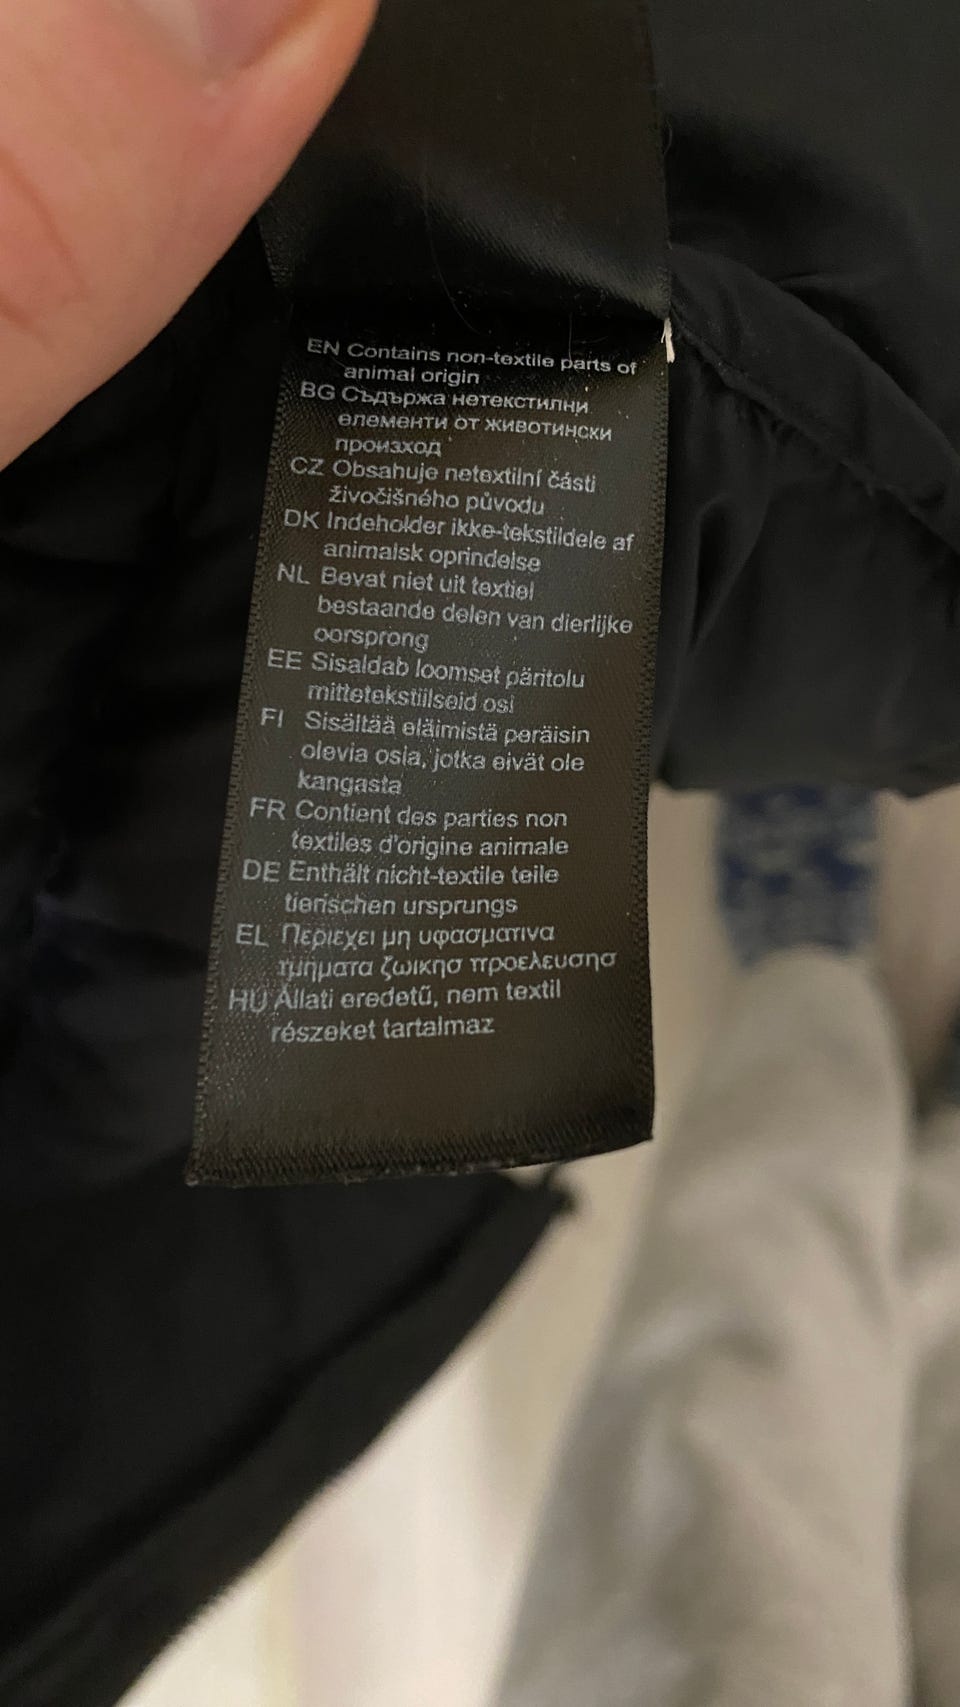 EN Contains non-textile parts of
animal origin
BG Съдържа нетекстилни
елементи от животински
произход
CZ Obsahuje netextilní části
živočišného původu
DK Indeholder ikke-tekstildele af
animalsk oprindelse
NL Bevat niet uit textiel
bestaande delen van dierlijke
oorsprong
EE Sisaldab loomset päritolu
mittetekstiilseid osi
FI Sisältää eläimistä peräisin
olevia osia, jotka eivät ole
kangasta
FR Contient des parties non
textiles d'origine animale
DE Enthält nicht-textile teile
tierischen ursprungs
EL Περιεχει μη υφασματινα
τμηματα ζωικησ προελευσησ
HU Állati eredetű, nem textil
részeket tartalmaz